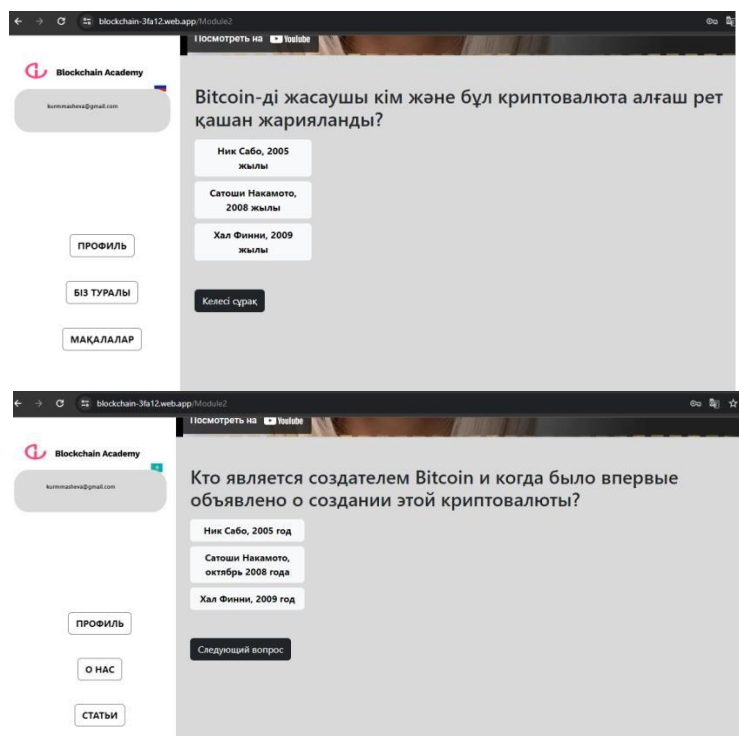 blockchain-3fa12.web.app/Module2
Посмотреть на YouTube
Blockchain Academy
kurmmasheva@gmail.com
Bitcoin-ді жасаушы кім және бұл криптовалюта алғаш рет
қашан жарияланды?
Ник Сабо, 2005
жылы
Сатоши Накамото,
2008 жылы
Хал Финни, 2009
жылы
ПРОФИЛЬ
БІЗ ТУРАЛЫ
Келесі сұрақ
МАҚАЛАЛАР
blockchain-3fa12.web.app/Module2
Посмотреть на YouTube
Blockchain Academy
kurmmasheva@gmail.com
Кто является создателем Bitcoin и когда было впервые
объявлено о создании этой криптовалюты?
Ник Сабо, 2005 год
Сатоши Накамото,
октябрь 2008 года
Хал Финни, 2009 год
ПРОФИЛЬ
Следующий вопрос
О НАС
СТАТЬИ